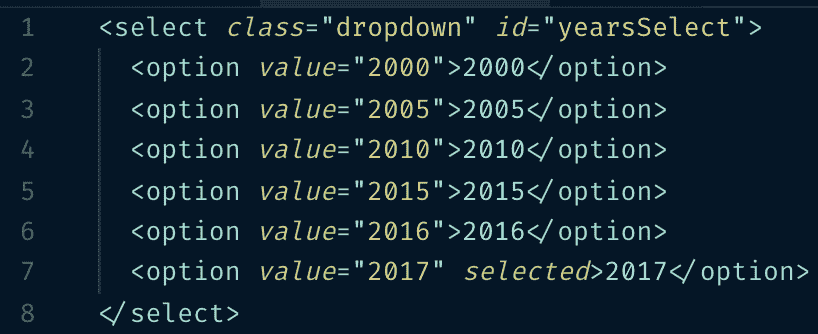 1 <select class="dropdown" id="yearsSelect">
2 <option value="2000">2000</option>
3 <option value="2005">2005</option>
4 <option value="2010">2010</option>
5 <option value="2015">2015</option>
6 <option value="2016">2016</option>
7 <option value="2017" selected>2017</option>
8 </select>